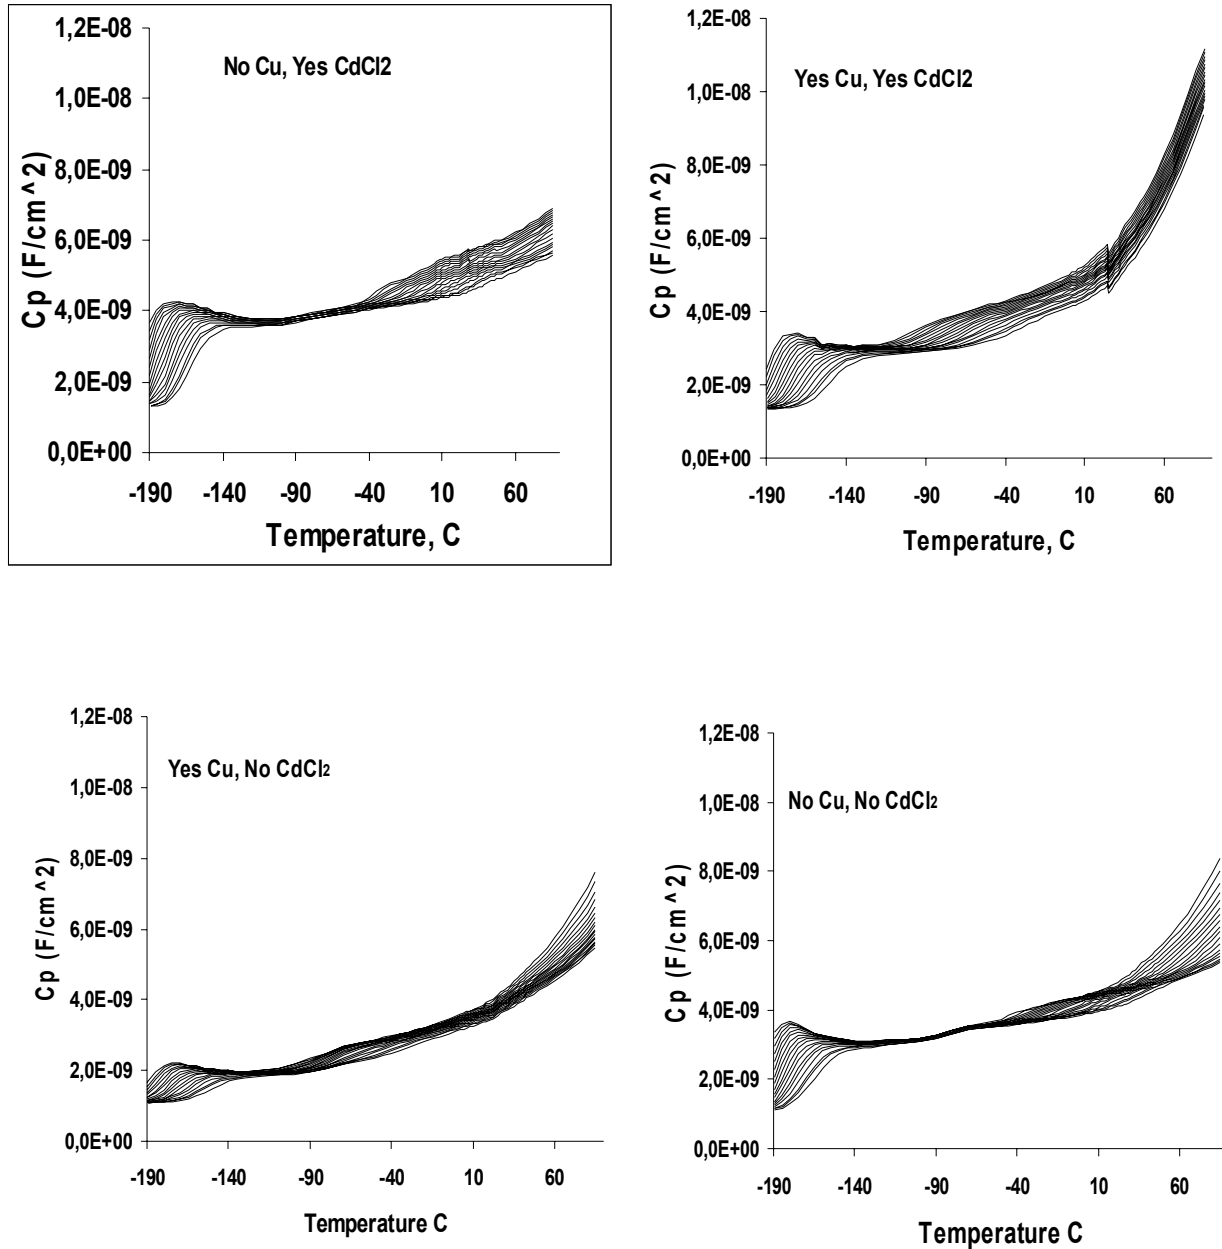 No Cu, Yes CdCl2
Cp (F/cm^2)
1,2E-08
1,0E-08
8,0E-09
6,0E-09
4,0E-09
2,0E-09
0,0E+00
-190 -140 -90 -40 10 60
Temperature, C
Yes Cu, Yes CdCl2
Cp (F/cm^2)
1,2E-08
1,0E-08
8,0E-09
6,0E-09
4,0E-09
2,0E-09
0,0E+00
-190 -140 -90 -40 10 60
Temperature, C
Yes Cu, No CdCl2
Cp (F/cm^2)
1,2E-08
1,0E-08
8,0E-09
6,0E-09
4,0E-09
2,0E-09
0,0E+00
-190 -140 -90 -40 10 60
Temperature C
No Cu, No CdCl2
Cp (F/cm^2)
1,2E-08
1,0E-08
8,0E-09
6,0E-09
4,0E-09
2,0E-09
0,0E+00
-190 -140 -90 -40 10 60
Temperature C